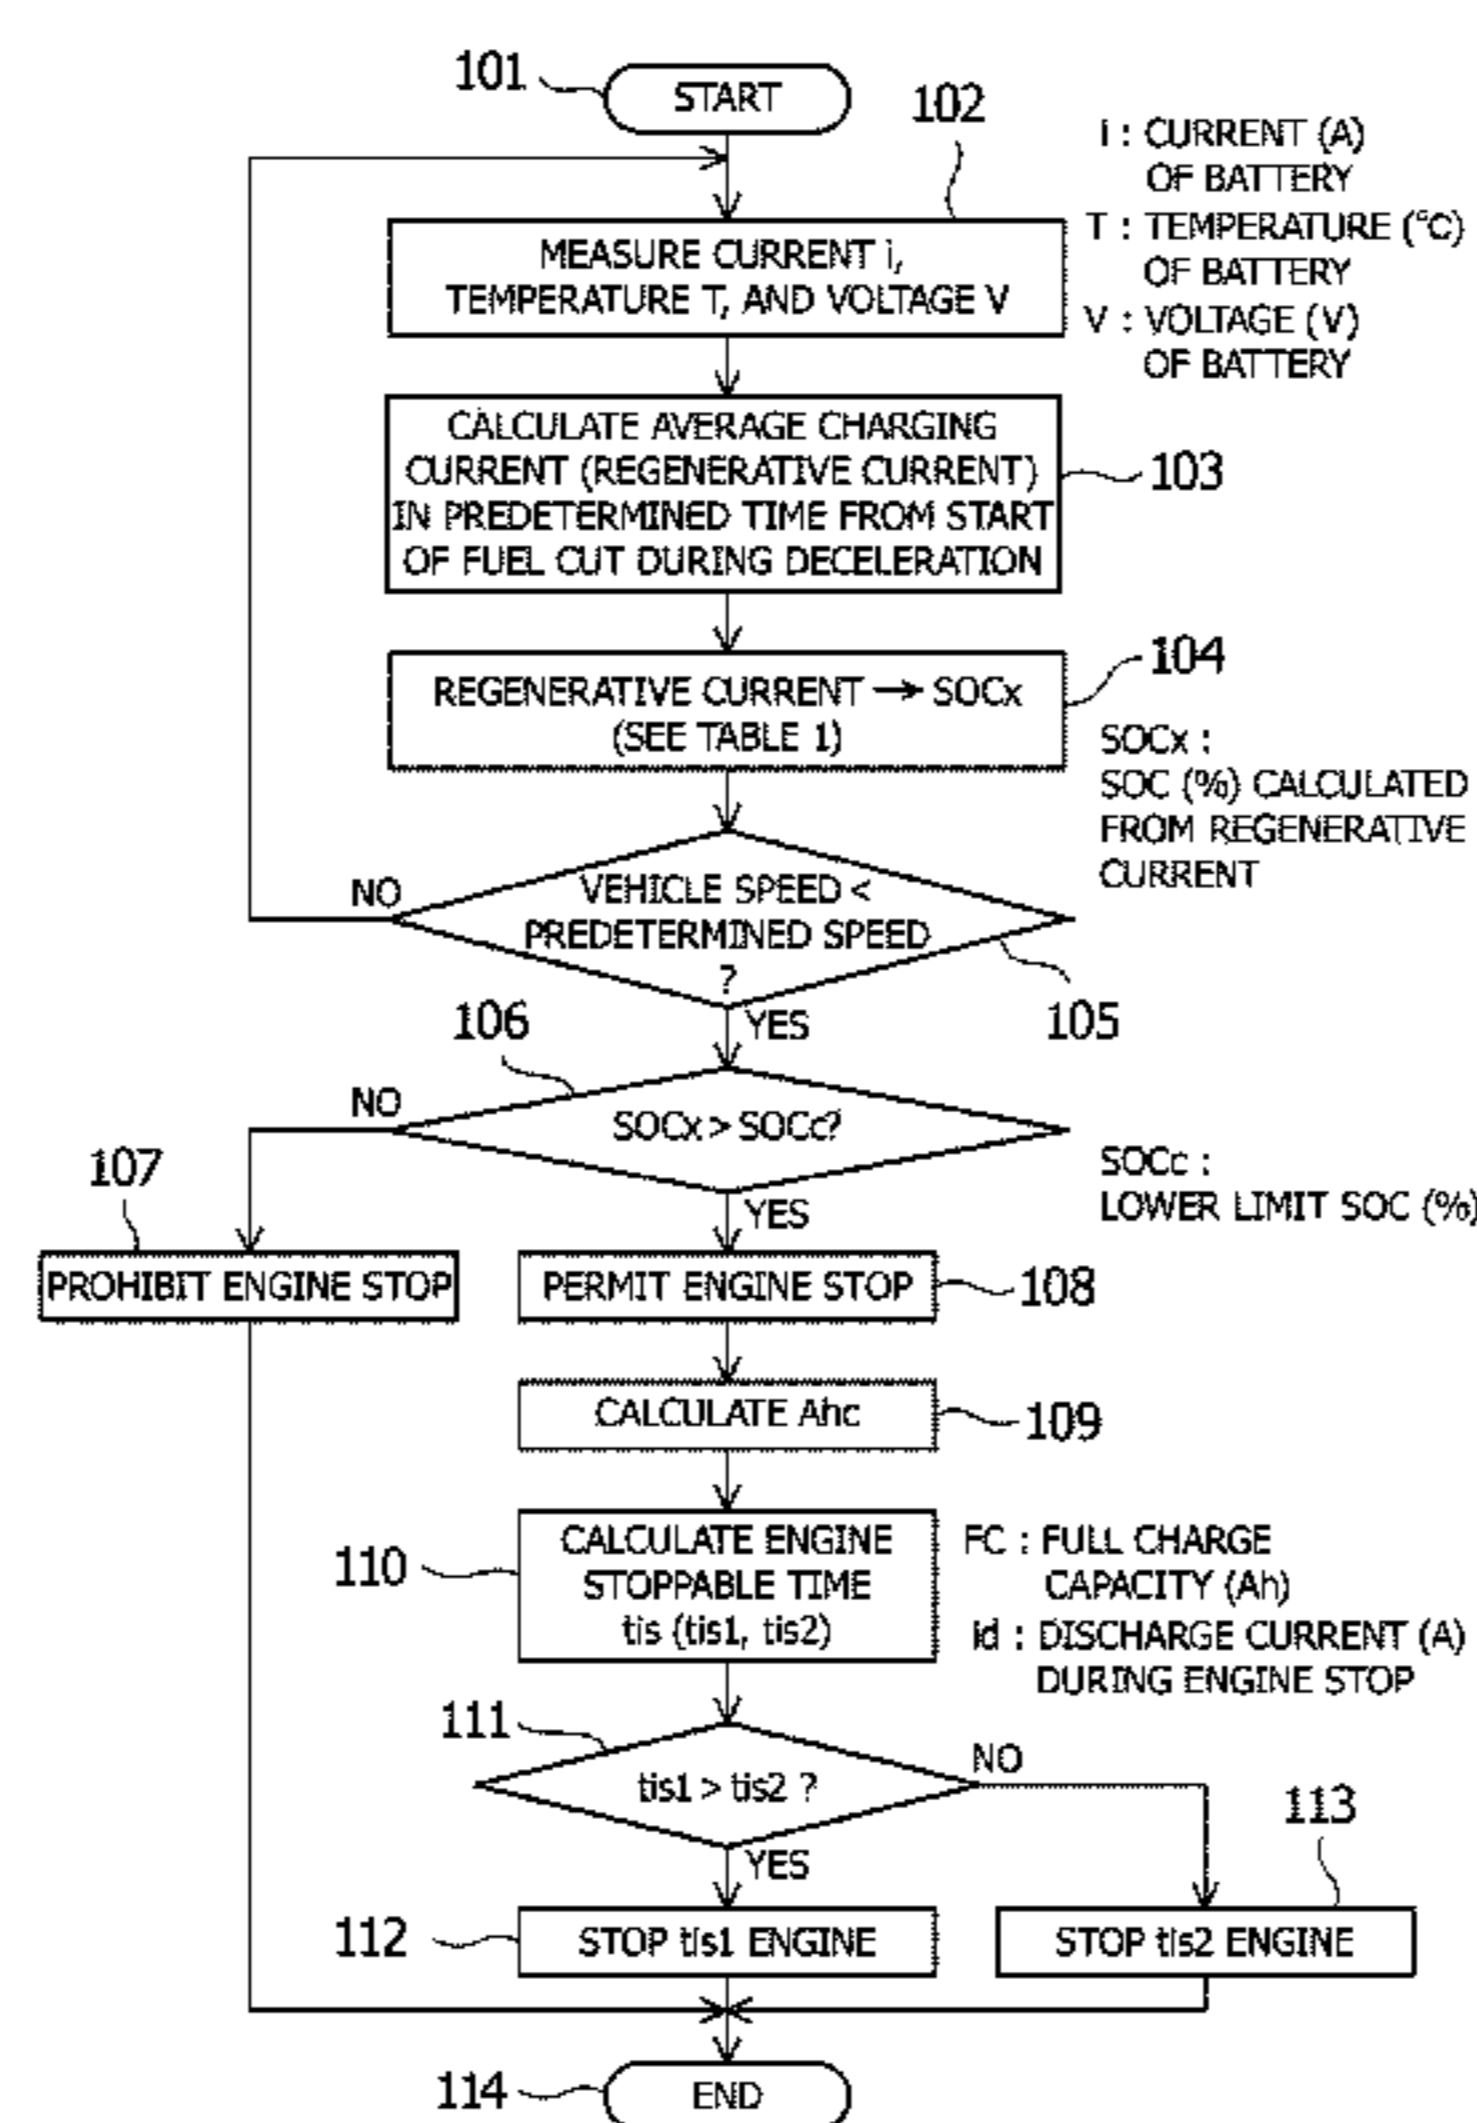 101
START
102
i : CURRENT (A)
OF BATTERY
MEASURE CURRENT i,
TEMPERATURE T, AND VOLTAGE V
T : TEMPERATURE (°C)
OF BATTERY
V : VOLTAGE (V)
OF BATTERY
CALCULATE AVERAGE CHARGING
CURRENT (REGENERATIVE CURRENT)
IN PREDETERMINED TIME FROM START
OF FUEL CUT DURING DECELERATION
103
104
REGENERATIVE CURRENT → SOCx
(SEE TABLE 1)
SOCx :
SOC (%) CALCULATED
FROM REGENERATIVE
CURRENT
NO
VEHICLE SPEED <
PREDETERMINED SPEED
?
105
YES
106
NO
SOCx > SOCc?
SOCc :
LOWER LIMIT SOC (%)
YES
107
PROHIBIT ENGINE STOP
PERMIT ENGINE STOP
108
CALCULATE Ahc
109
110
CALCULATE ENGINE
STOPPABLE TIME
tis (tis1, tis2)
FC : FULL CHARGE
CAPACITY (Ah)
id : DISCHARGE CURRENT (A)
DURING ENGINE STOP
111
tis1 > tis2 ?
NO
YES
113
112
STOP tis1 ENGINE
STOP tis2 ENGINE
114
END